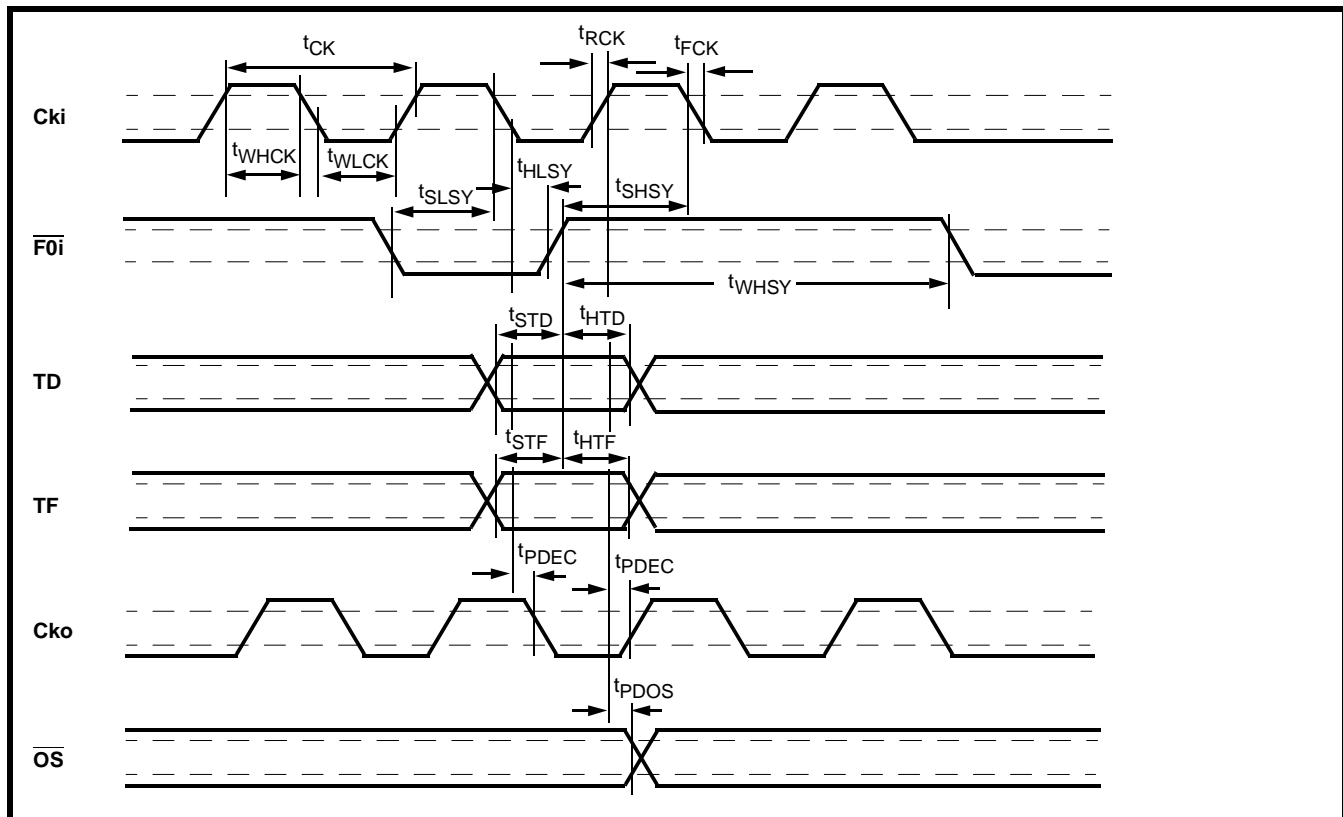 tCK
tRCK
tFCK
Cki
tWHCK
tWLCK
tHLSY
tSLSY
tSHSY
F0i
tWHSY
tSTD
tHTD
TD
tSTF
tHTF
TF
tPDEC
tPDEC
Cko
tPDOS
OS